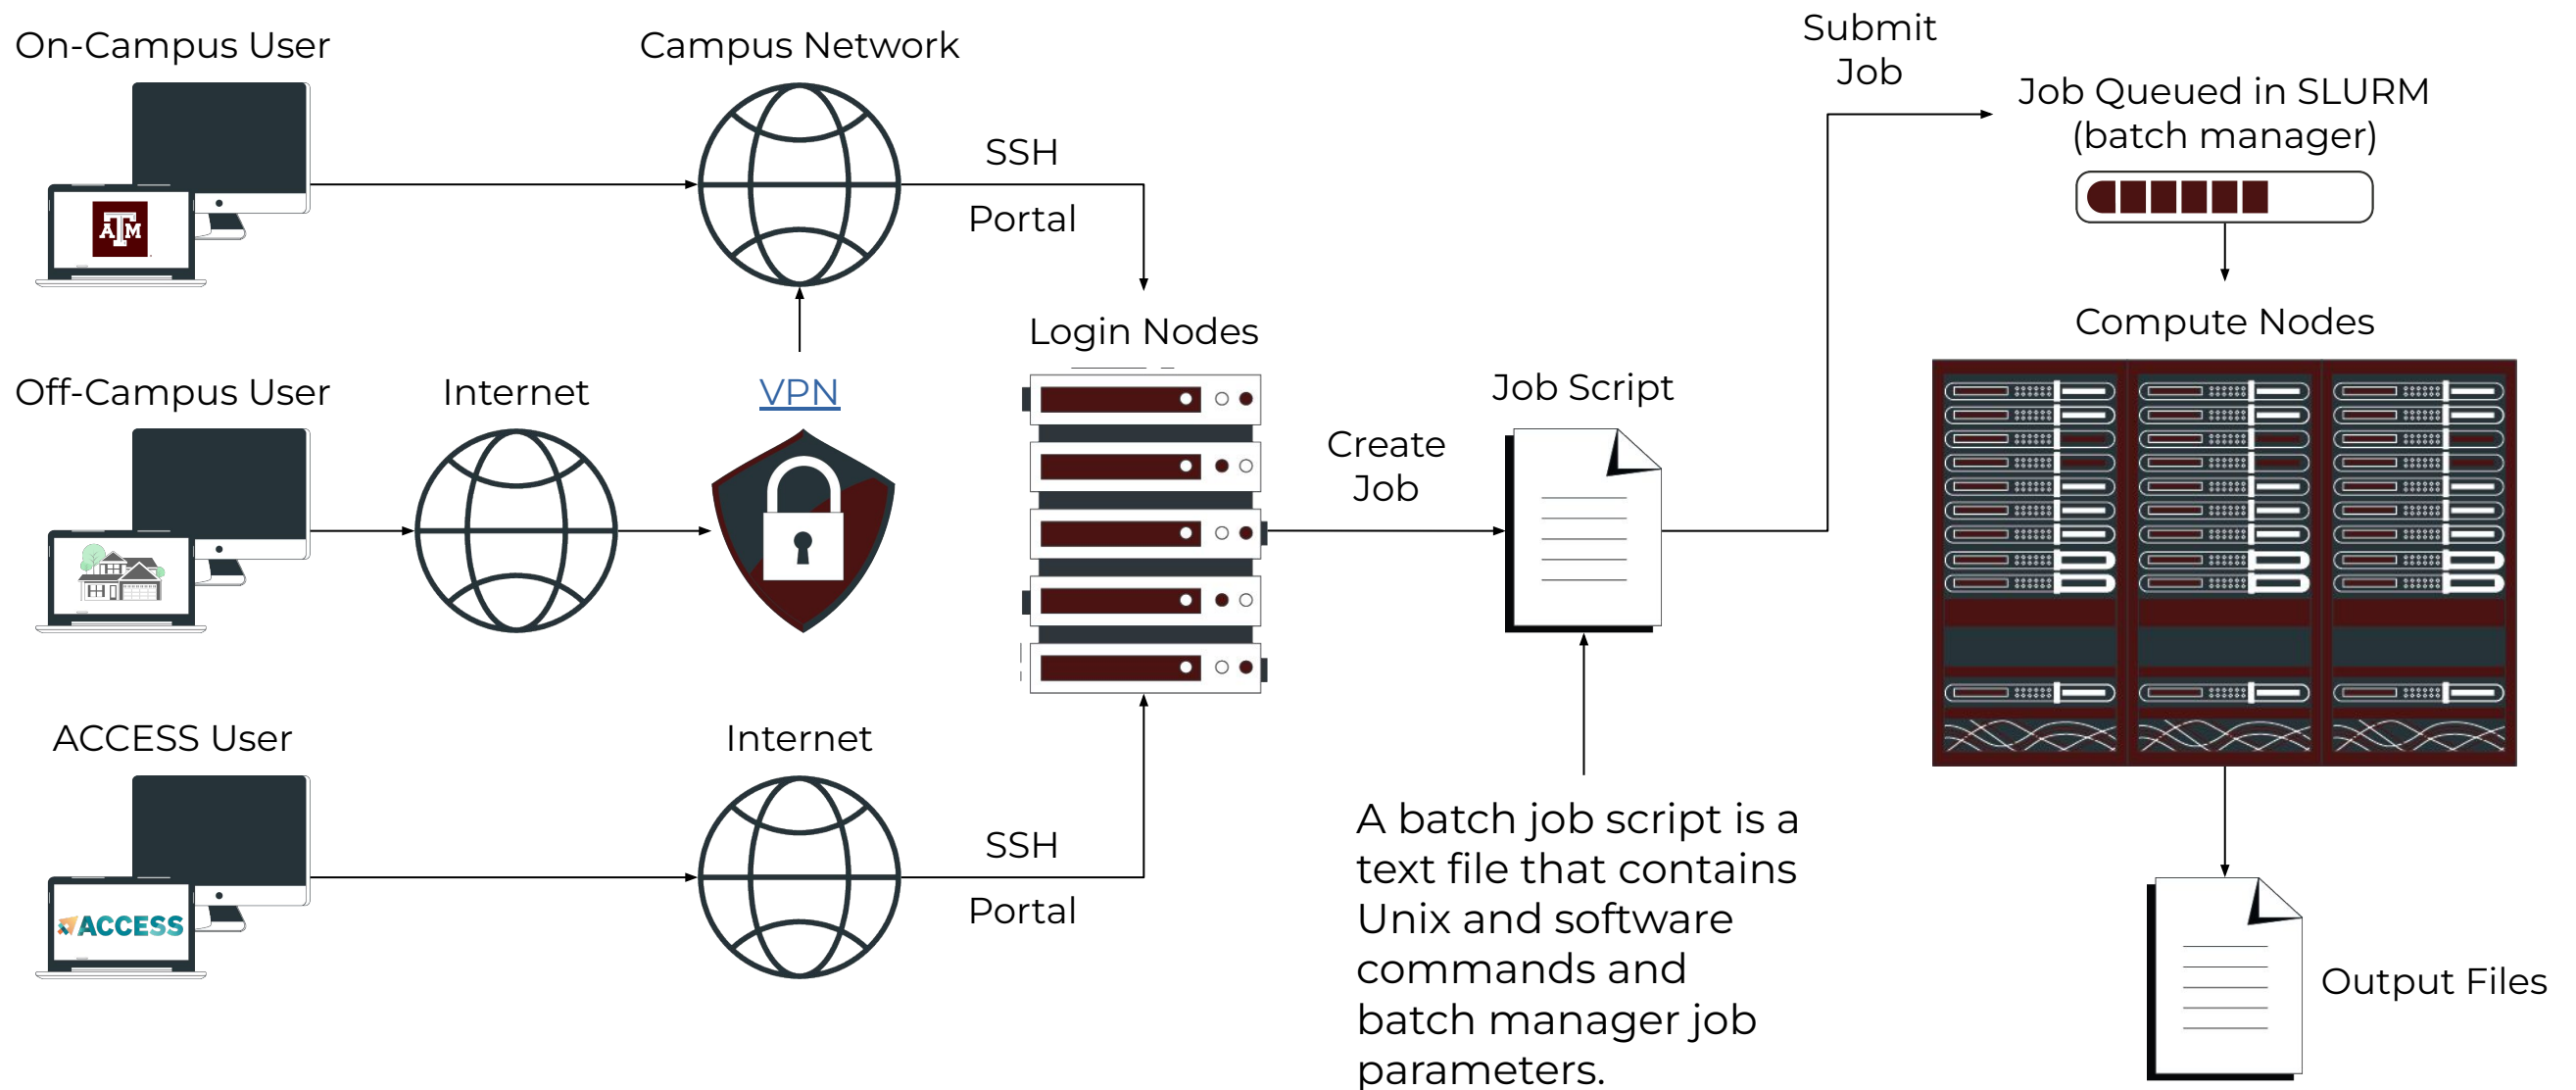 On-Campus User
Campus Network
Submit
Job
Job Queued in SLURM
(batch manager)
SSH
Portal
ATM
Login Nodes
Compute Nodes
Off-Campus User
Internet
VPN
Job Script
Create
Job
ACCESS User
Internet
SSH
Portal
ACCESS
A batch job script is a
text file that contains
Unix and software
commands and
batch manager job
parameters.
Output Files